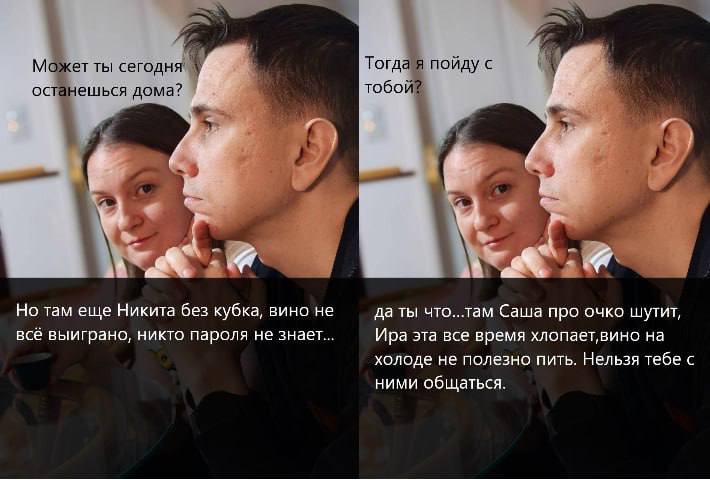 Может ты сегодня
останешься дома?
Но там еще Никита без кубка, вино не
всё выиграно, никто пароля не знает...
Тогда я пойду с
тобой?
да ты что...там Саша про очко шутит,
Ира эта все время хлопает,вино на
холоде не полезно пить. Нельзя тебе с
ними общаться.